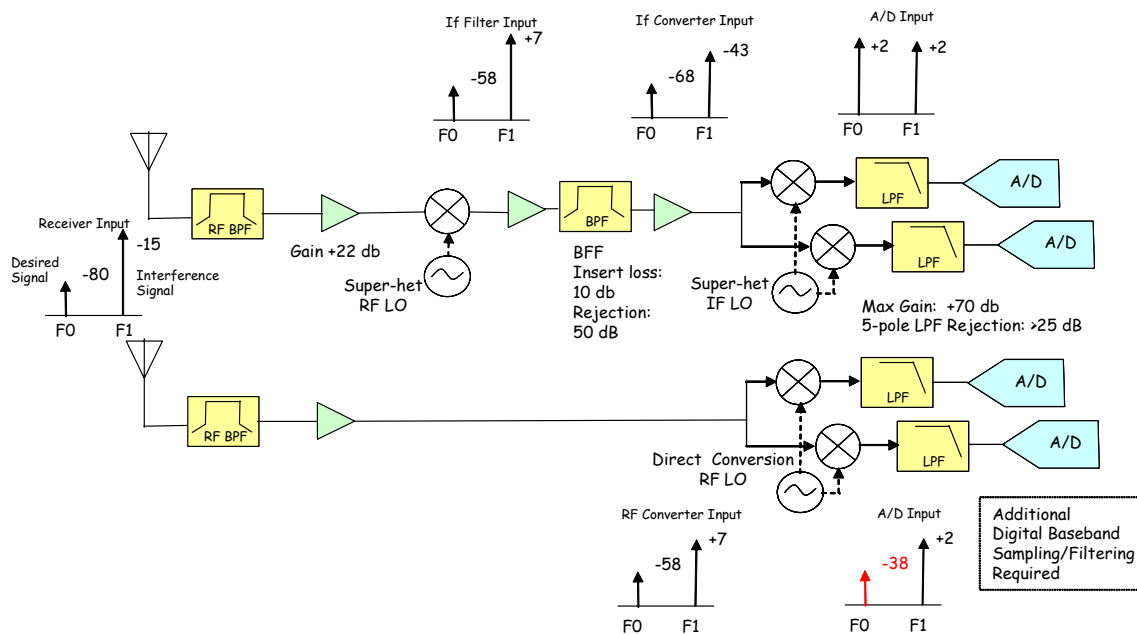 If Filter Input
+7
-58
F0 F1
If Converter Input
-43
-68
F0 F1
A/D Input
+2 +2
F0 F1
RF BPF
Gain +22 db
Super-het
RF LO
BPF
BFF
Insert loss:
10 db
Rejection:
50 dB
Super-het
IF LO
LPF
A/D
LPF
A/D
Max Gain: +70 db
5-pole LPF Rejection: >25 dB
Receiver Input
-15
Desired
Signal
-80
Interference
Signal
F0 F1
RF BPF
Direct Conversion
RF LO
LPF
A/D
LPF
A/D
RF Converter Input
+7
-58
F0 F1
A/D Input
+2
-38
F0 F1
Additional
Digital Baseband
Sampling/Filtering
Required